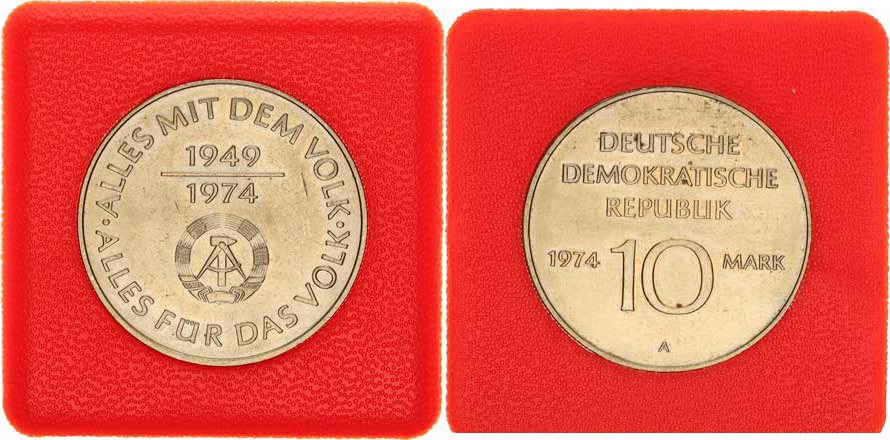 · ALLES MIT DEM VOLK ·
ALLES FÜR DAS VOLK
1949
1974
DEUTSCHE
DEMOKRATISCHE
REPUBLIK
1974 10 MARK
A